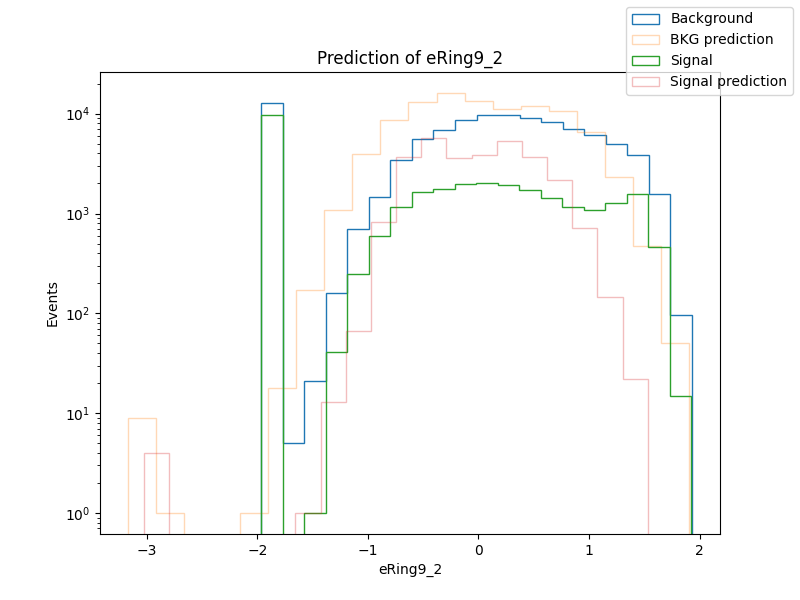 Prediction of eRing9_2
Background
BKG prediction
Signal
Signal prediction
Events
10⁴
10³
10²
10¹
10⁰
−3
−2
−1
0
1
2
eRing9_2